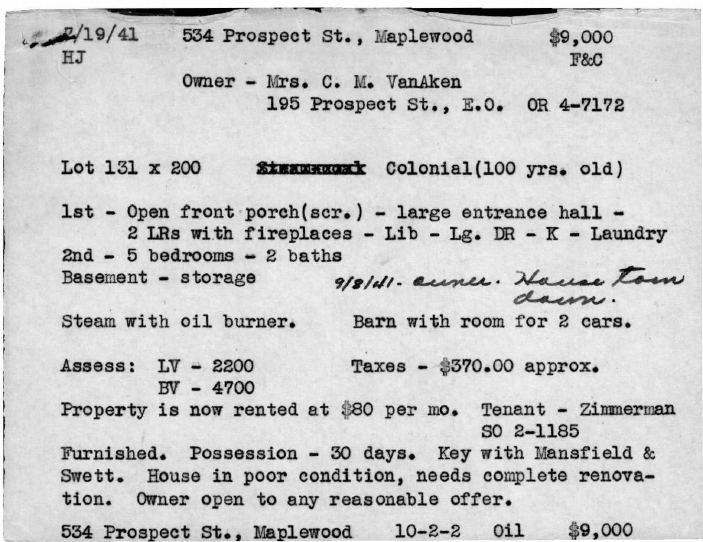 2/19/41 534 Prospect St., Maplewood $9,000
HJ F&C
Owner - Mrs. C. M. VanAken
195 Prospect St., E.O. OR 4-7172
Lot 131 x 200 Colonial(100 yrs. old)
1st - Open front porch(scr.) - large entrance hall -
2 LRs with fireplaces - Lib - Lg. DR - K - Laundry
2nd - 5 bedrooms - 2 baths
Basement - storage 9/8/41 - owner. House torn
down.
Steam with oil burner. Barn with room for 2 cars.
Assess: LV - 2200 Taxes - $370.00 approx.
BV - 4700
Property is now rented at $80 per mo. Tenant - Zimmerman
SO 2-1185
Furnished. Possession - 30 days. Key with Mansfield &
Swett. House in poor condition, needs complete renova-
tion. Owner open to any reasonable offer.
534 Prospect St., Maplewood 10-2-2 Oil $9,000